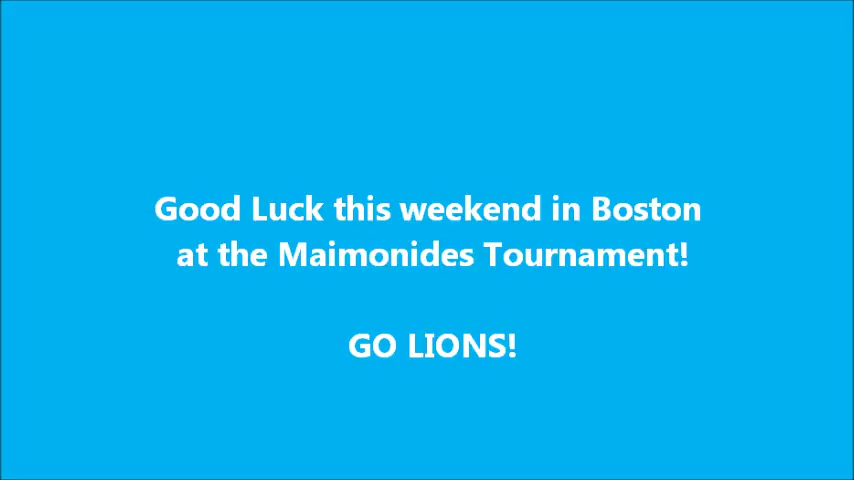 Good Luck this weekend in Boston
at the Maimonides Tournament!
GO LIONS!